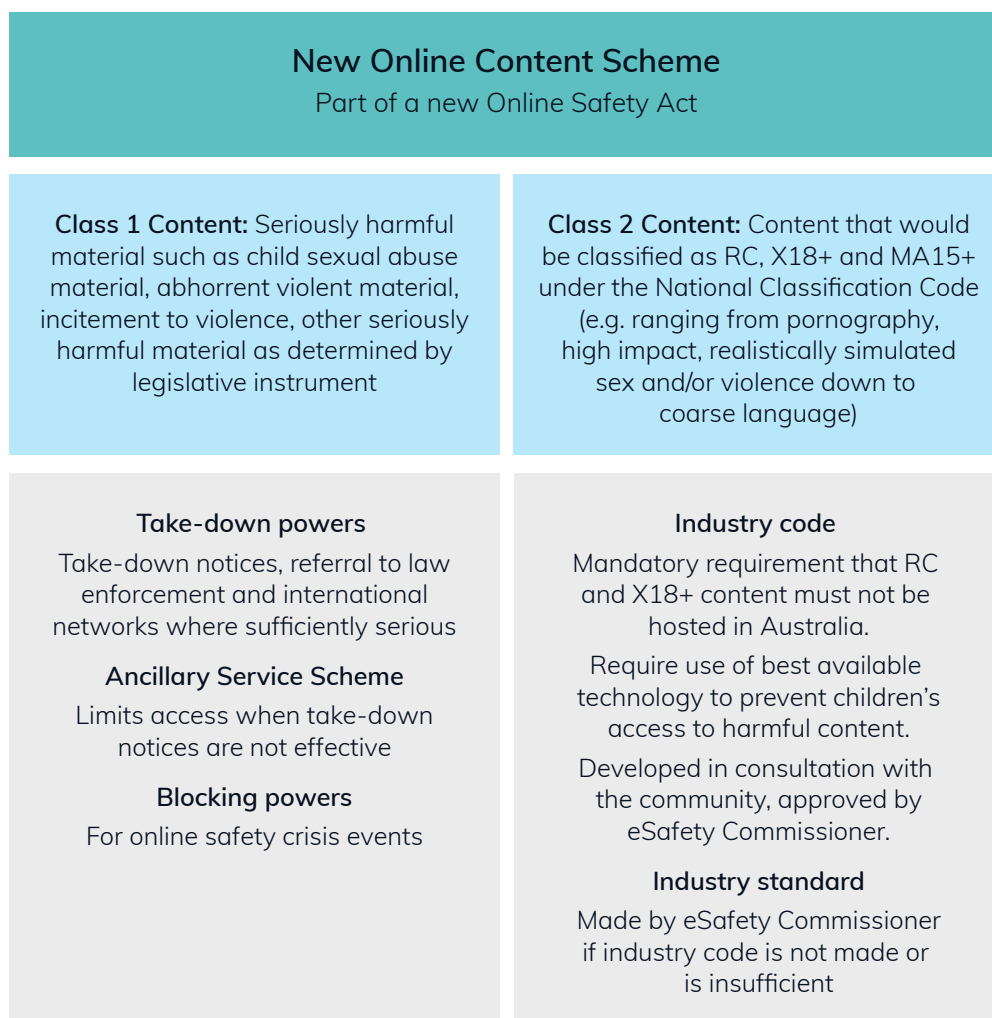 New Online Content Scheme
Part of a new Online Safety Act
Class 1 Content: Seriously harmful
material such as child sexual abuse
material, abhorrent violent material,
incitement to violence, other seriously
harmful material as determined by
legislative instrument
Class 2 Content: Content that would
be classified as RC, X18+ and MA15+
under the National Classification Code
(e.g. ranging from pornography,
high impact, realistically simulated
sex and/or violence down to
coarse language)
Take-down powers
Take-down notices, referral to law
enforcement and international
networks where sufficiently serious
Ancillary Service Scheme
Limits access when take-down
notices are not effective
Blocking powers
For online safety crisis events
Industry code
Mandatory requirement that RC
and X18+ content must not be
hosted in Australia.
Require use of best available
technology to prevent children’s
access to harmful content.
Developed in consultation with
the community, approved by
eSafety Commissioner.
Industry standard
Made by eSafety Commissioner
if industry code is not made or
is insufficient